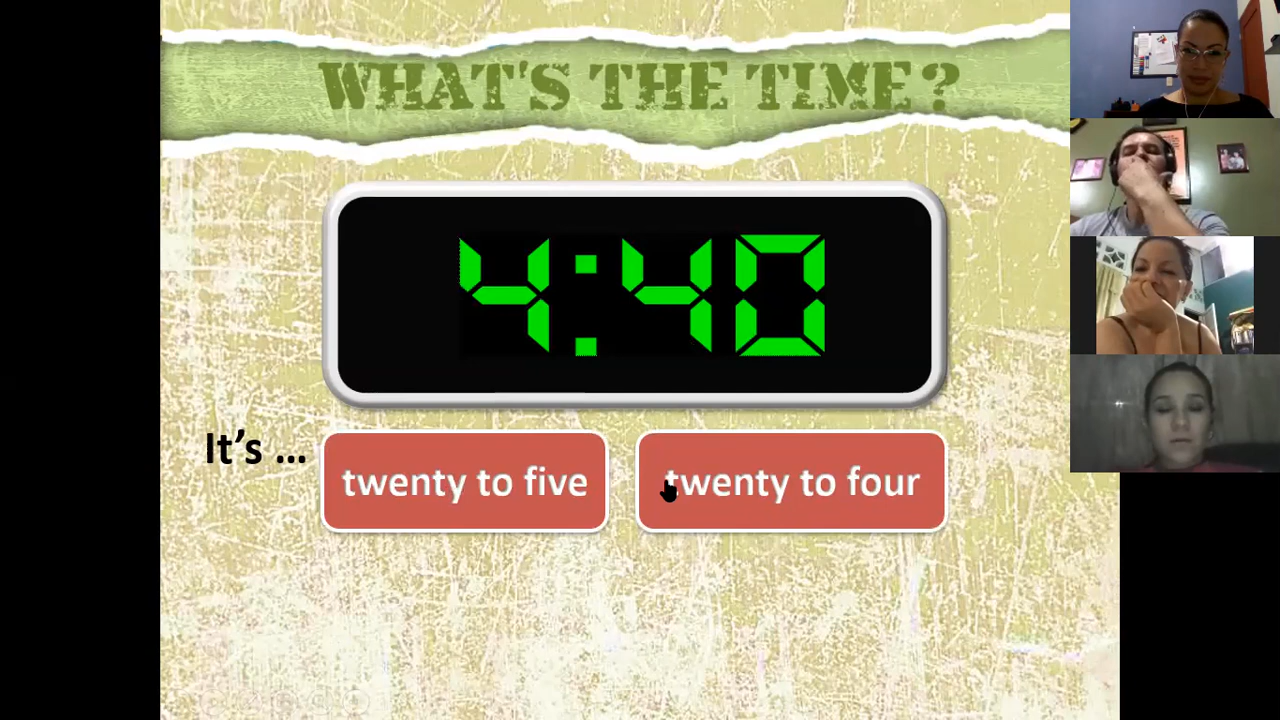 WHAT'S THE TIME?
4:40
It's ...
twenty to five
twenty to four